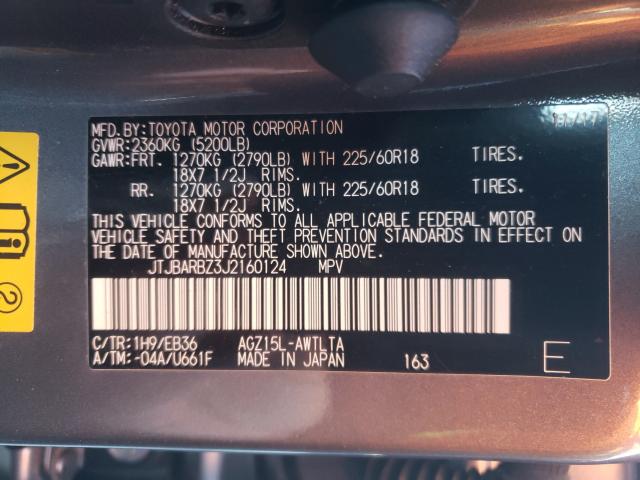 MFD.BY:TOYOTA MOTOR CORPORATION 11/17
GVWR:2360KG (5200LB)
GAWR:FRT. 1270KG (2790LB) WITH 225/60R18 TIRES.
18X7 1/2J RIMS.
RR. 1270KG (2790LB) WITH 225/60R18 TIRES.
18X7 1/2J RIMS.
THIS VEHICLE CONFORMS TO ALL APPLICABLE FEDERAL MOTOR
VEHICLE SAFETY AND THEFT PREVENTION STANDARDS IN EFFECT ON
THE DATE OF MANUFACTURE SHOWN ABOVE.
JTJBARBZ3J2160124 MPV
C/TR:1H9/EB36 AGZ15L-AWTLTA
A/TM:-04A/U661F MADE IN JAPAN 163 E
2